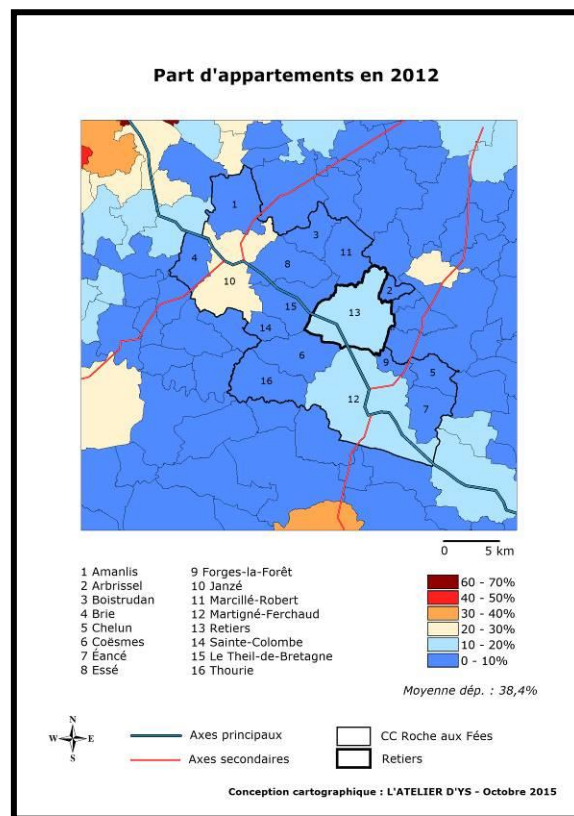 Part d'appartements en 2012
1
3
11
4
8
2
10
13
15
14
6
9
5
16
12
7
0 5 km
1 Amanlis
2 Arbrissel
3 Boistrudan
4 Brie
5 Chelun
6 Coësmes
7 Éancé
8 Essé
9 Forges-la-Forêt
10 Janzé
11 Marcillé-Robert
12 Martigné-Ferchaud
13 Retiers
14 Sainte-Colombe
15 Le Theil-de-Bretagne
16 Thourie
60 - 70%
40 - 50%
30 - 40%
20 - 30%
10 - 20%
0 - 10%
Moyenne dép. : 38,4%
N
W E
S
Axes principaux
Axes secondaires
CC Roche aux Fées
Retiers
Conception cartographique : L'ATELIER D'YS - Octobre 2015